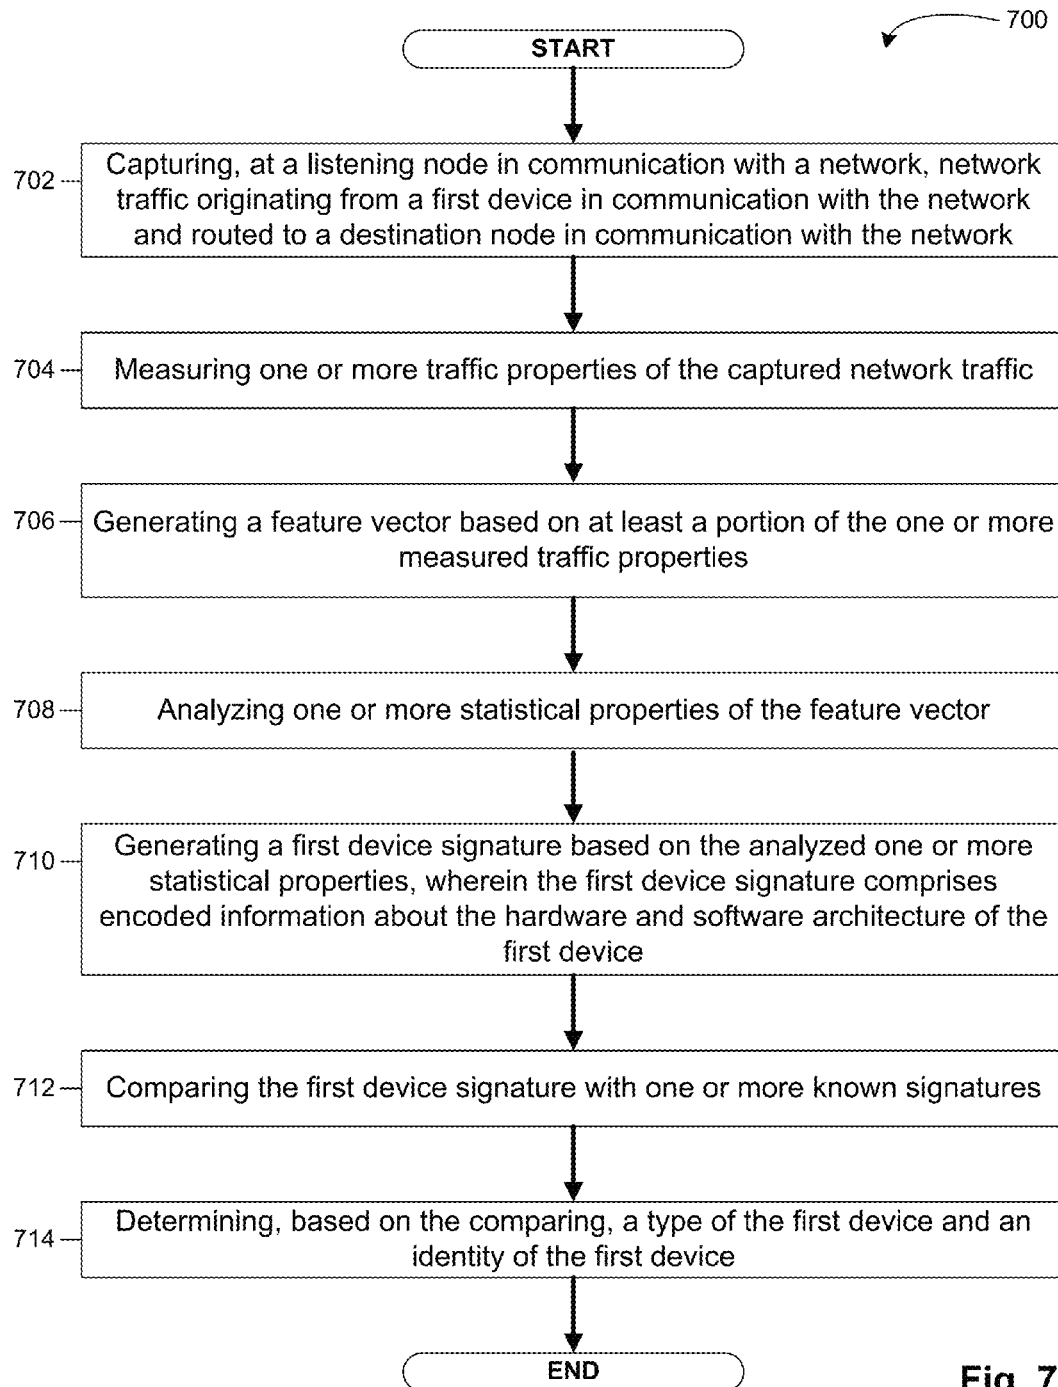 700
START
702
Capturing, at a listening node in communication with a network, network
traffic originating from a first device in communication with the network
and routed to a destination node in communication with the network
704
Measuring one or more traffic properties of the captured network traffic
706
Generating a feature vector based on at least a portion of the one or more
measured traffic properties
708
Analyzing one or more statistical properties of the feature vector
710
Generating a first device signature based on the analyzed one or more
statistical properties, wherein the first device signature comprises
encoded information about the hardware and software architecture of the
first device
712
Comparing the first device signature with one or more known signatures
714
Determining, based on the comparing, a type of the first device and an
identity of the first device
END
Fig. 7